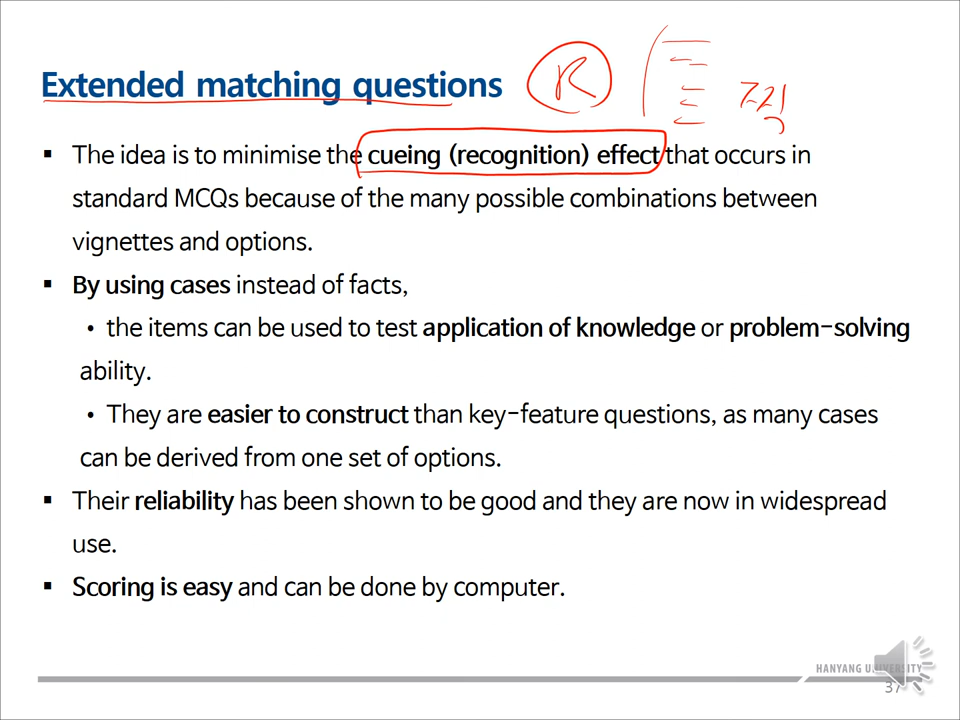 Extended matching questions
R
▪ The idea is to minimise the cueing (recognition) effect that occurs in
standard MCQs because of the many possible combinations between
vignettes and options.
▪ By using cases instead of facts,
• the items can be used to test application of knowledge or problem-solving
ability.
• They are easier to construct than key-feature questions, as many cases
can be derived from one set of options.
▪ Their reliability has been shown to be good and they are now in widespread
use.
▪ Scoring is easy and can be done by computer.
HANYANG UNIVERSITY
37